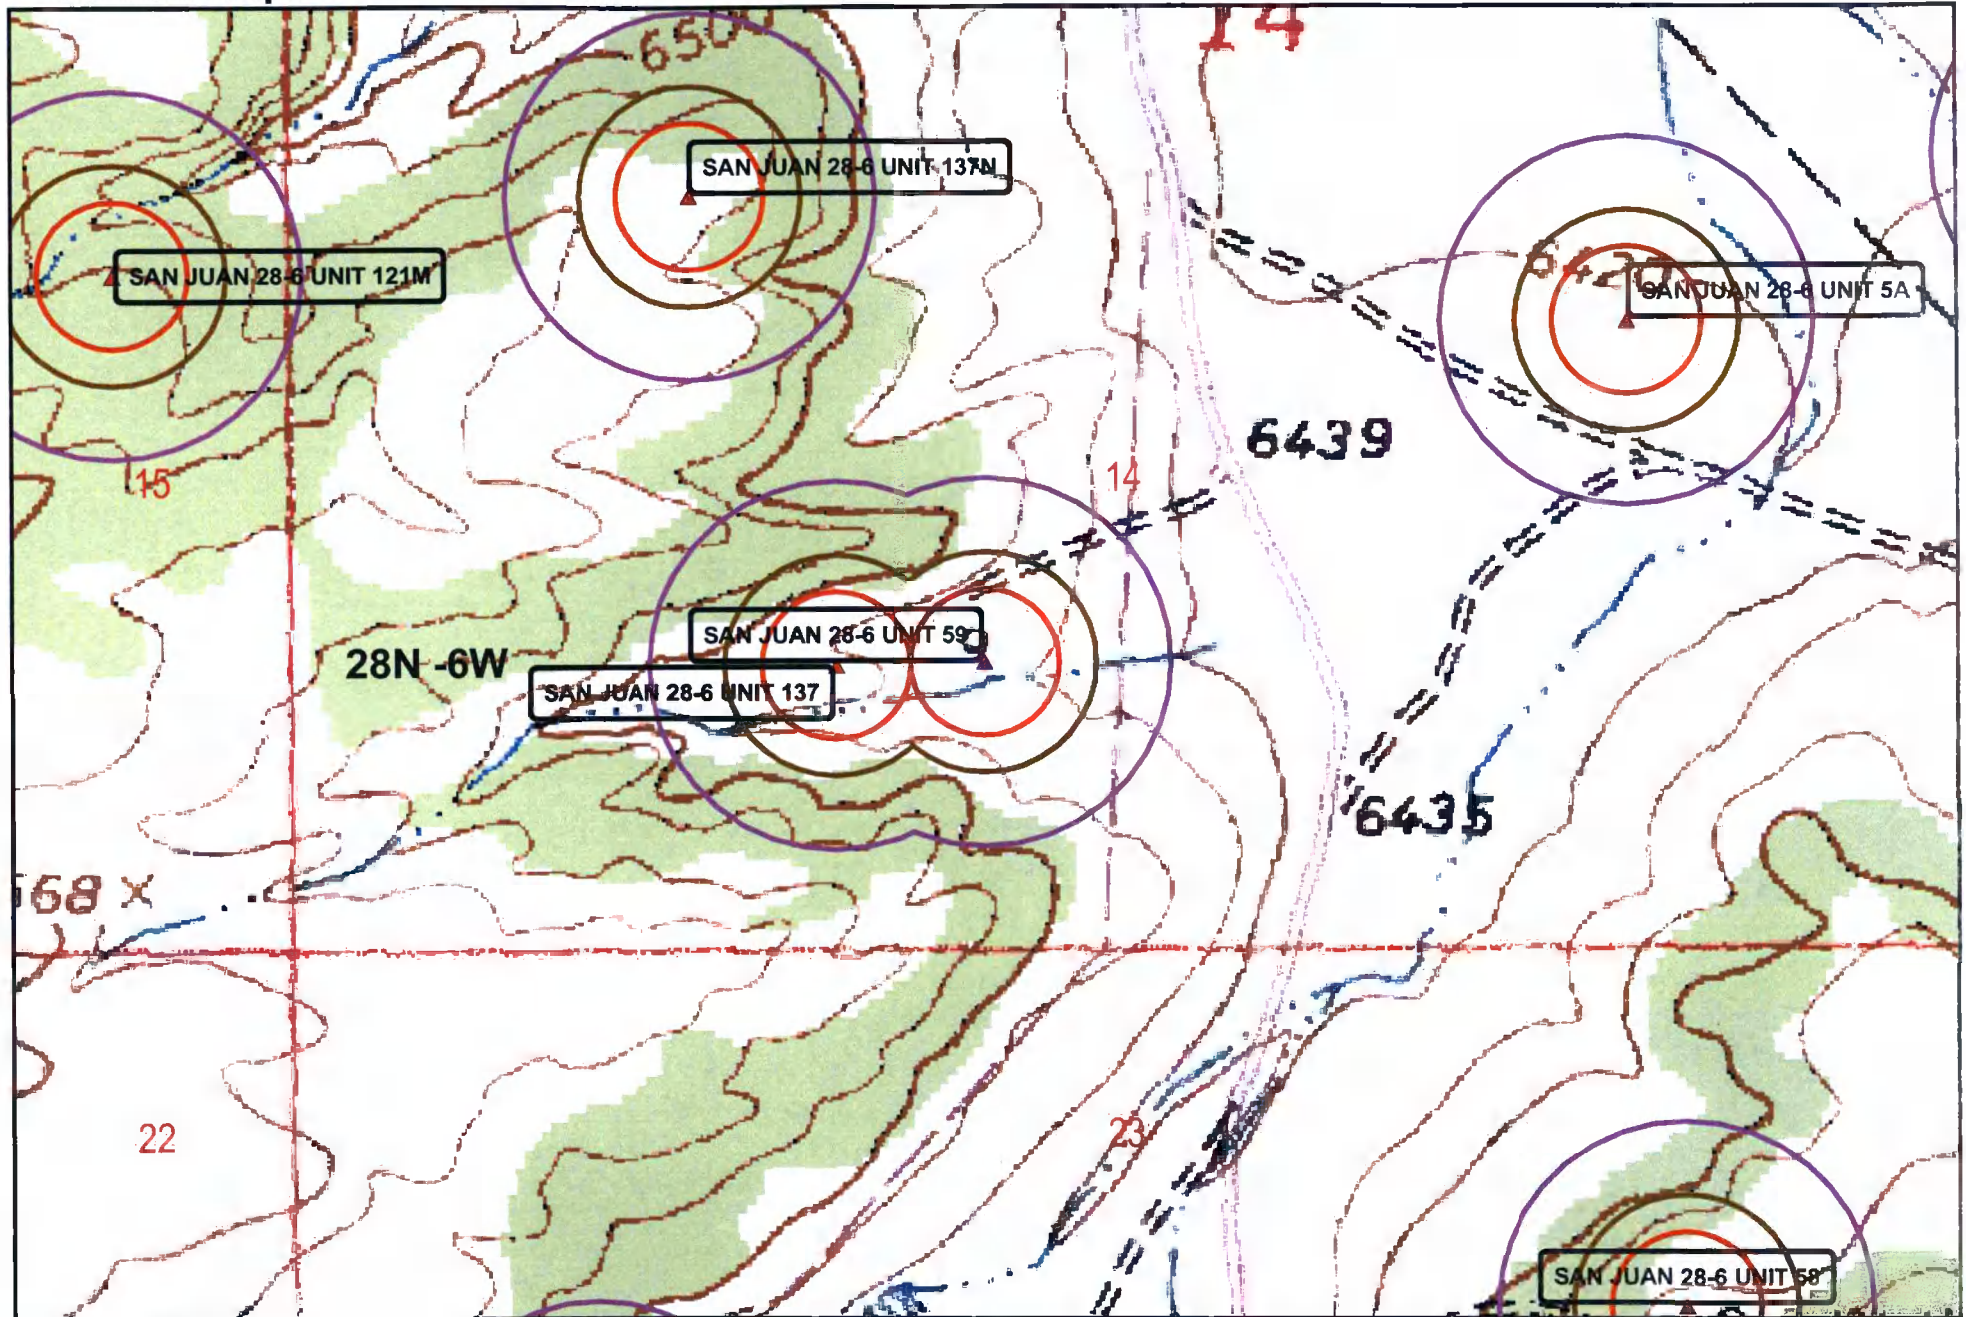 14
SAN JUAN 28-6 UNIT 137N
SAN JUAN 28-6 UNIT 121M
SAN JUAN 28-6 UNIT 5A
6439
15
14
SAN JUAN 28-6 UNIT 59
28N -6W
SAN JUAN 28-6 UNIT 137
6435
68 X
22
23
SAN JUAN 28-6 UNIT 58